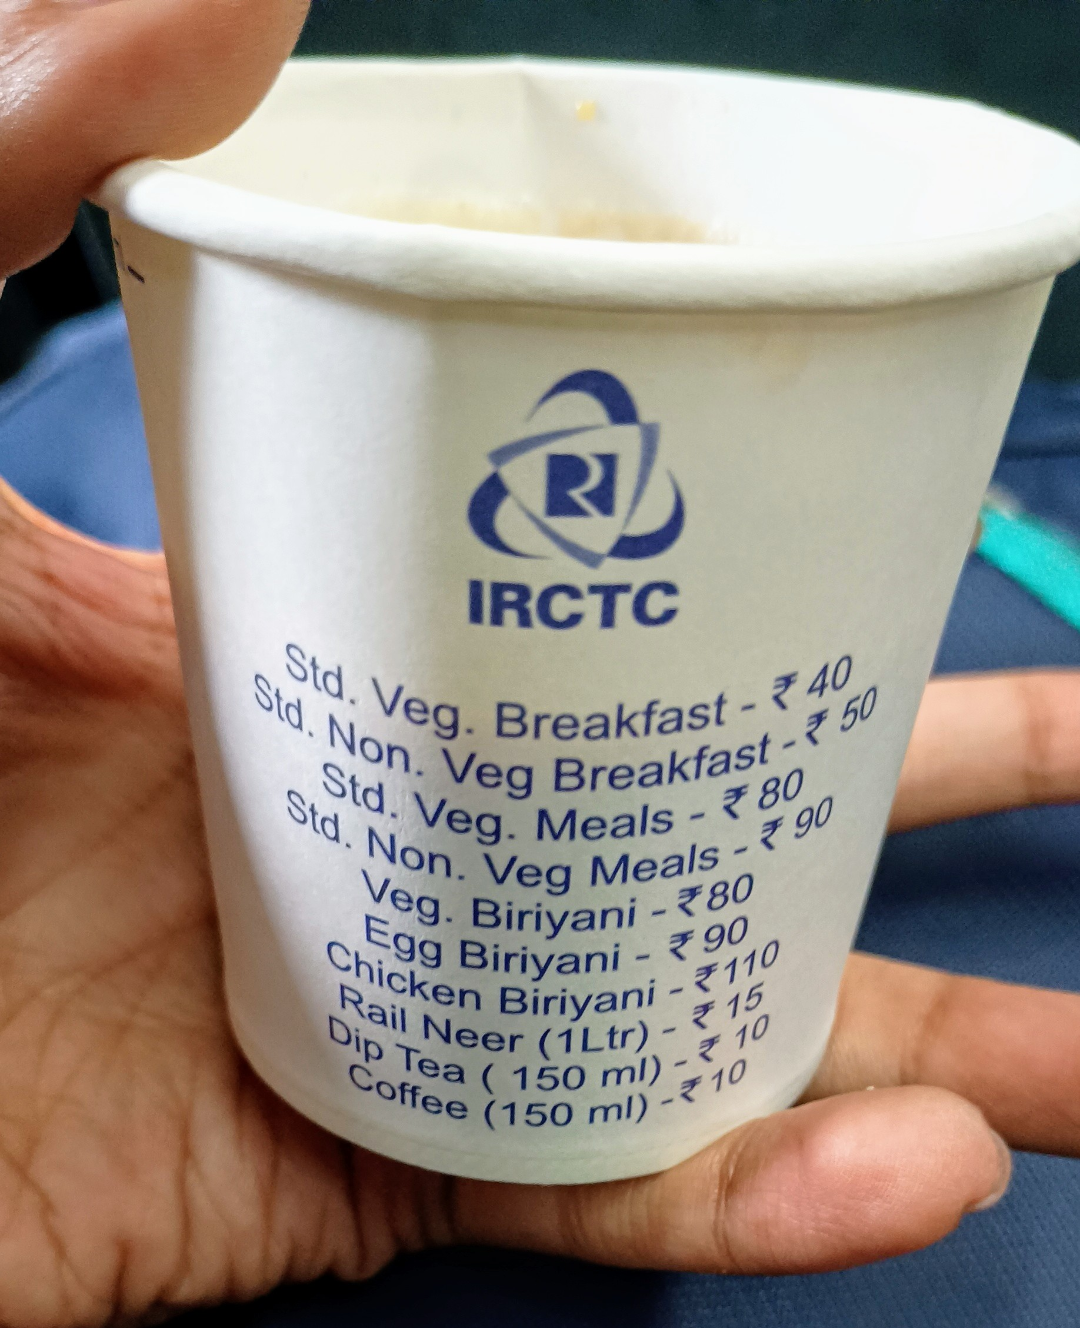 IRCTC
Std. Veg. Breakfast - ₹ 40
Std. Non. Veg Breakfast - ₹ 50
Std. Veg. Meals - ₹ 80
Std. Non. Veg Meals - ₹ 90
Veg. Biriyani - ₹80
Egg Biriyani - ₹ 90
Chicken Biriyani - ₹110
Rail Neer (1Ltr) - ₹ 15
Dip Tea ( 150 ml) - ₹ 10
Coffee (150 ml) -₹ 10